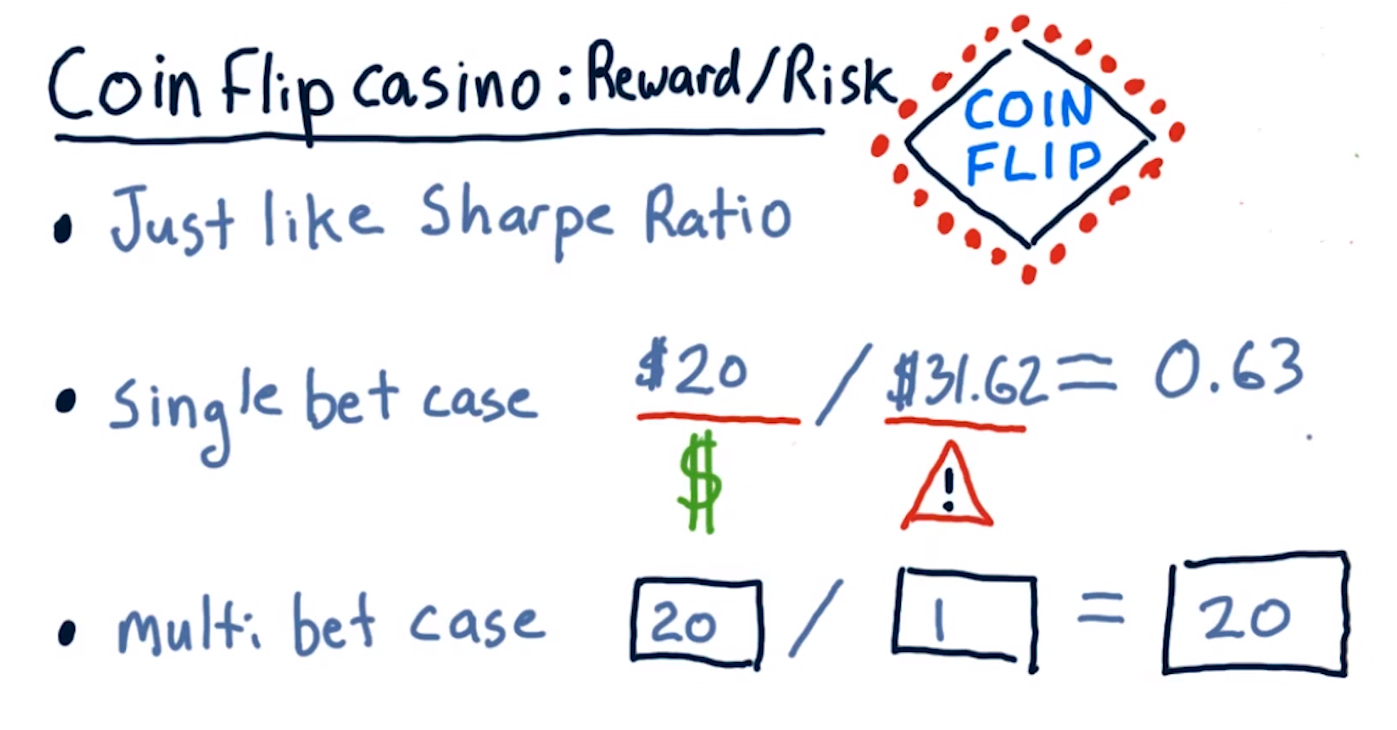 Coin Flip casino: Reward/Risk
COIN
FLIP
• Just like Sharpe Ratio
• single bet case $20 / $31.62 = 0.63
$ !
• multi bet case 20 / 1 = 20